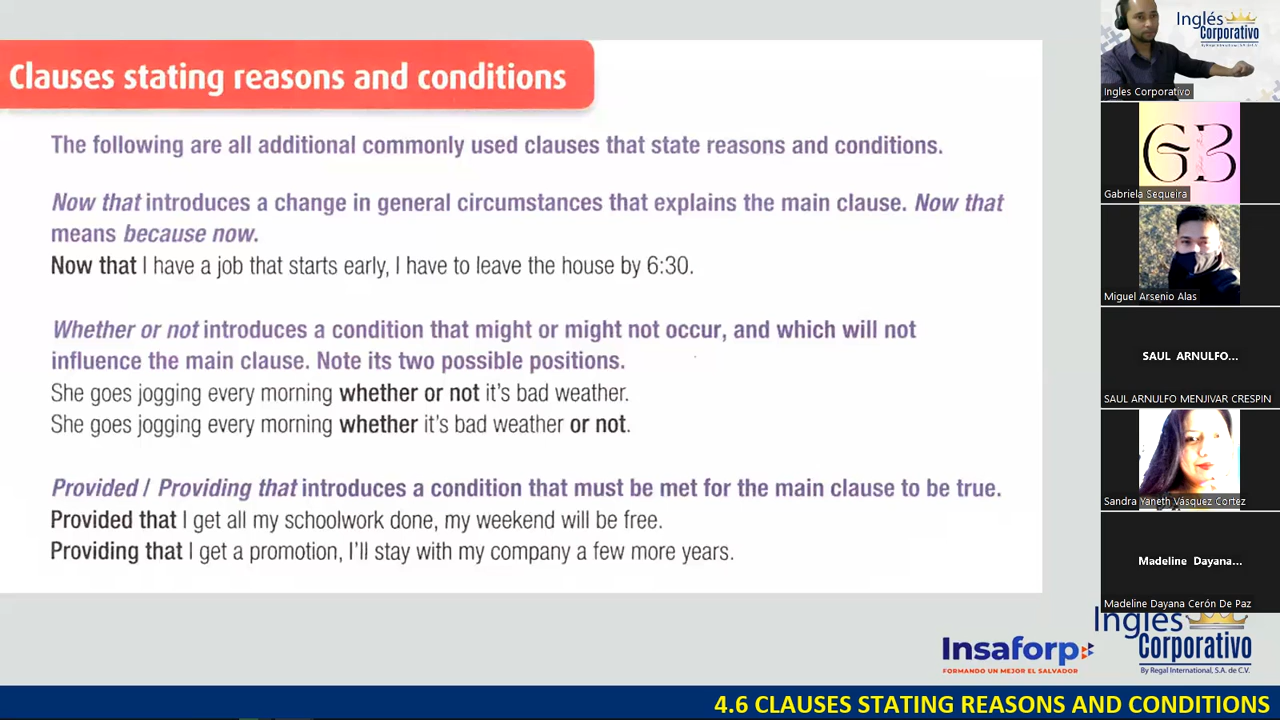 Clauses stating reasons and conditions
The following are all additional commonly used clauses that state reasons and conditions.
Now that introduces a change in general circumstances that explains the main clause. Now that
means because now.
Now that I have a job that starts early, I have to leave the house by 6:30.
Whether or not introduces a condition that might or might not occur, and which will not
influence the main clause. Note its two possible positions.
She goes jogging every morning whether or not it's bad weather.
She goes jogging every morning whether it's bad weather or not.
Provided / Providing that introduces a condition that must be met for the main clause to be true.
Provided that I get all my schoolwork done, my weekend will be free.
Providing that I get a promotion, I'll stay with my company a few more years.
Inglés
Corporativo
By Regal International, S.A. de C.V.
Ingles Corporativo
GB
Gabriela Sequeira
Miguel Arsenio Alas
SAUL ARNULFO...
SAUL ARNULFO MENJIVAR CRESPIN
Sandra Yaneth Vásquez Cortez
Madeline Dayana...
Madeline Dayana Cerón De Paz
Insaforp
FORMANDO UN MEJOR EL SALVADOR
Inglés
Corporativo
By Regal International, S.A. de C.V.
4.6 CLAUSES STATING REASONS AND CONDITIONS